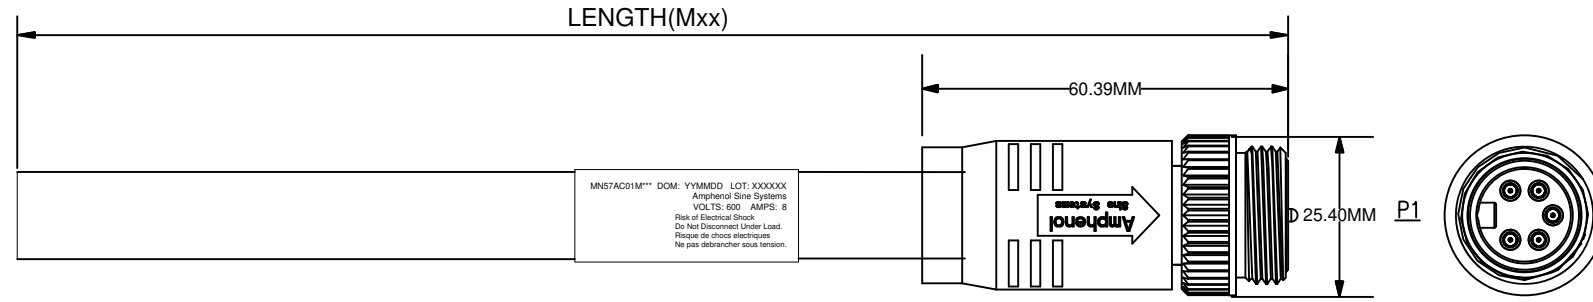 LENGTH(Mxx)
60.39MM
MN57AC01M*** DOM: YYMMDD LOT: XXXXXX
Amphenol Sine Systems
VOLTS: 600 AMPS: 8
Risk of Electrical Shock
Do Not Disconnect Under Load.
Risque de chocs electriques
Ne pas debrancher sous tension.
Amphenol
Sine Systems
25.40MM
P1